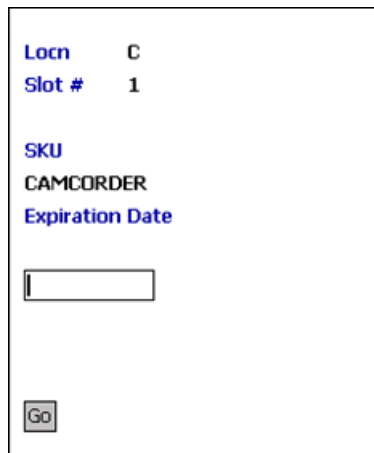 Locn C
Slot # 1
SKU
CAMCORDER
Expiration Date
Go